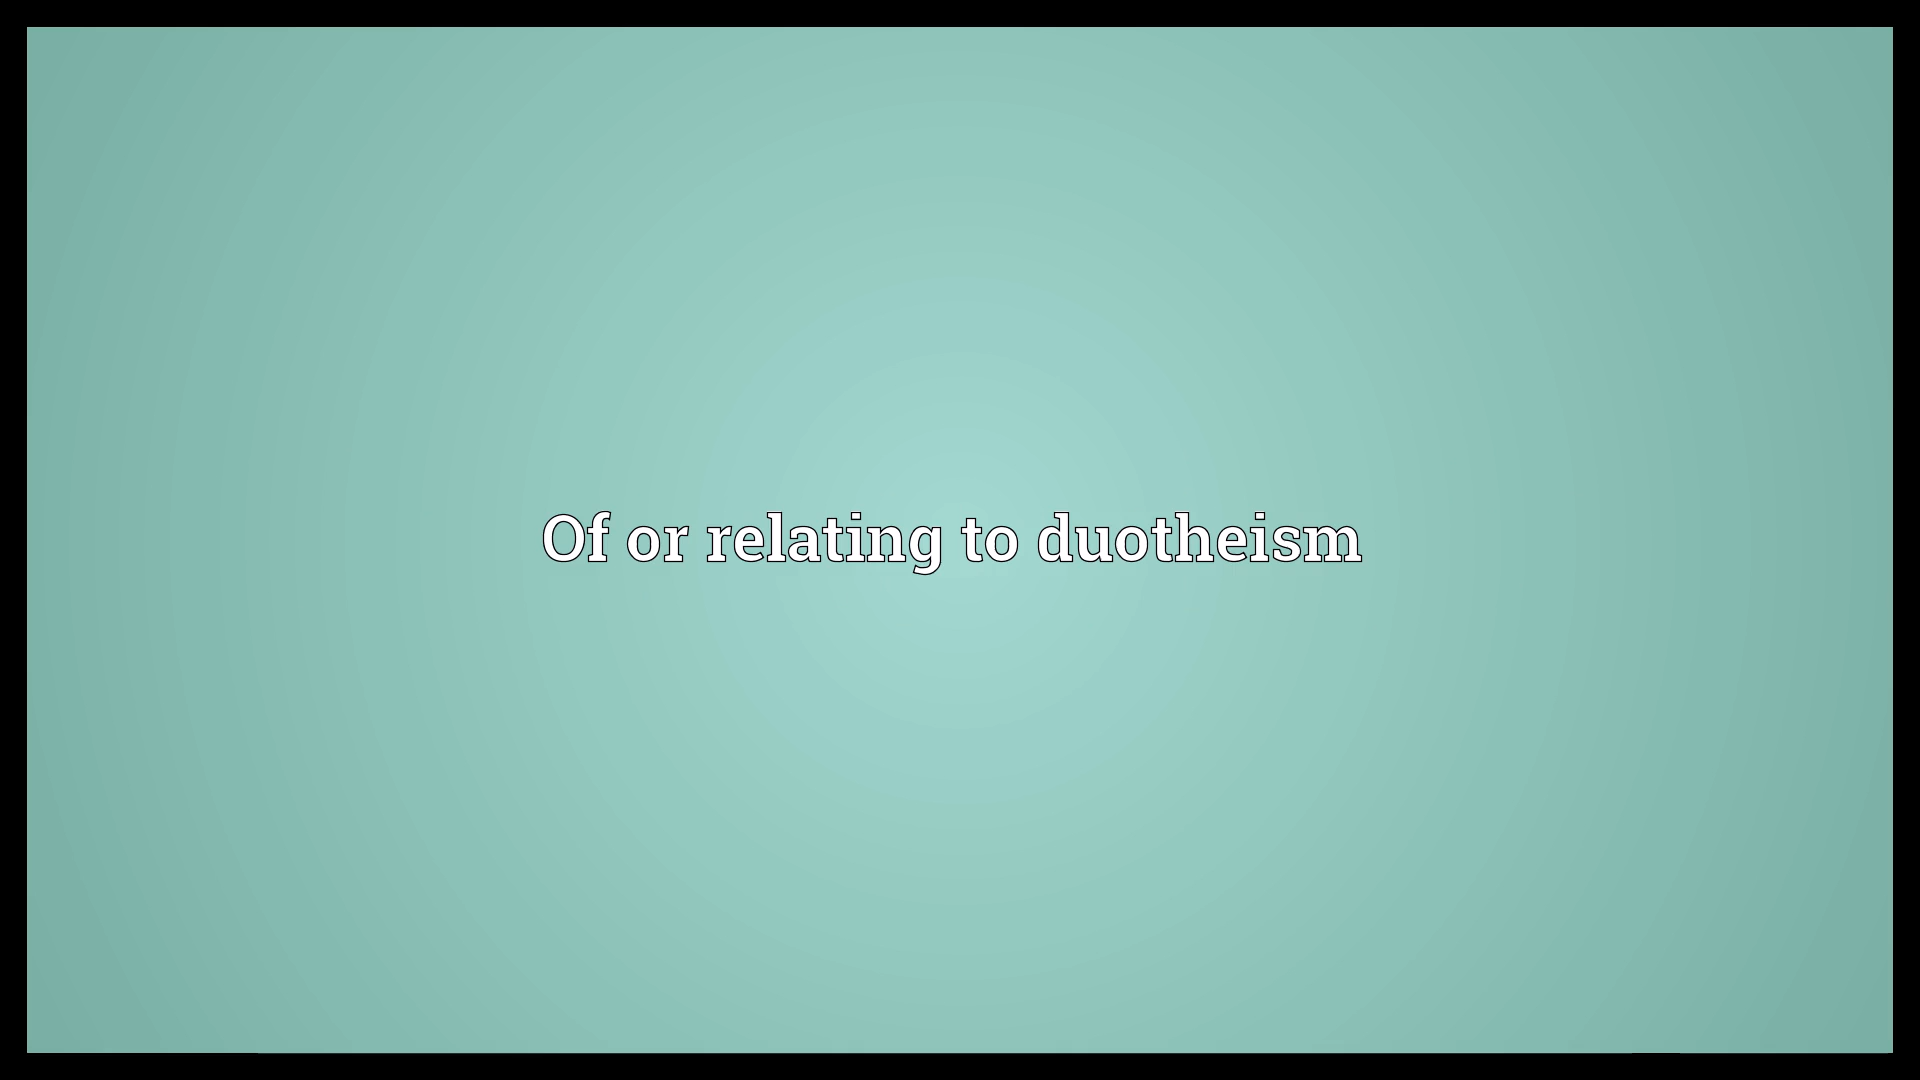 Of or relating to duotheism